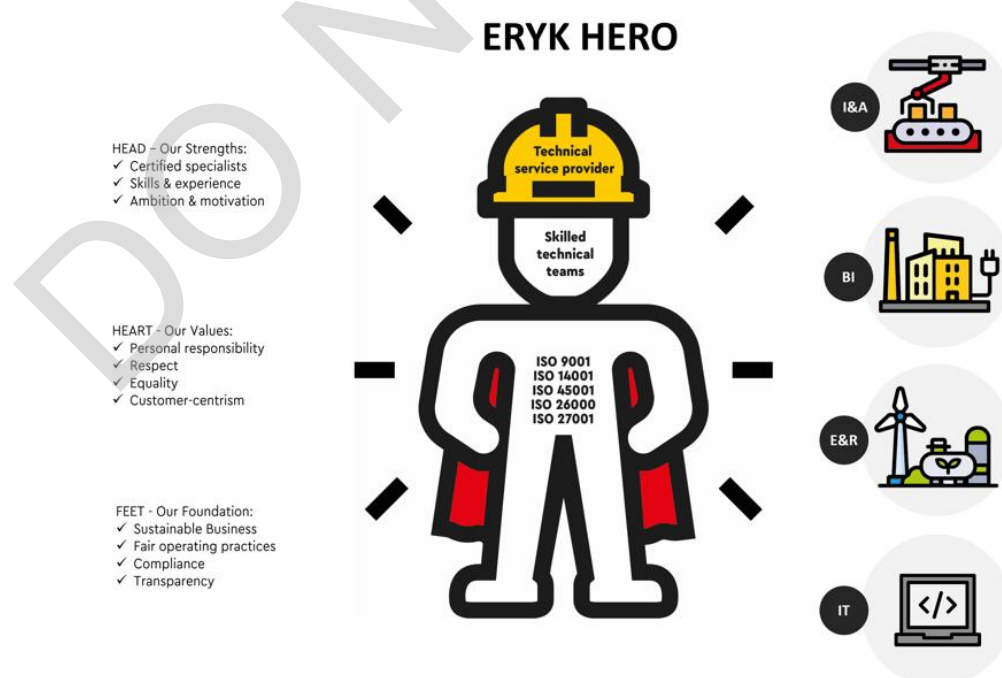 ERYK HERO
HEAD – Our Strengths:
✓ Certified specialists
✓ Skills & experience
✓ Ambition & motivation
HEART - Our Values:
✓ Personal responsibility
✓ Respect
✓ Equality
✓ Customer-centrism
FEET - Our Foundation:
✓ Sustainable Business
✓ Fair operating practices
✓ Compliance
✓ Transparency
Technical
service provider
Skilled
technical
teams
ISO 9001
ISO 14001
ISO 45001
ISO 26000
ISO 27001
I&A
BI
E&R
IT
</>
DON